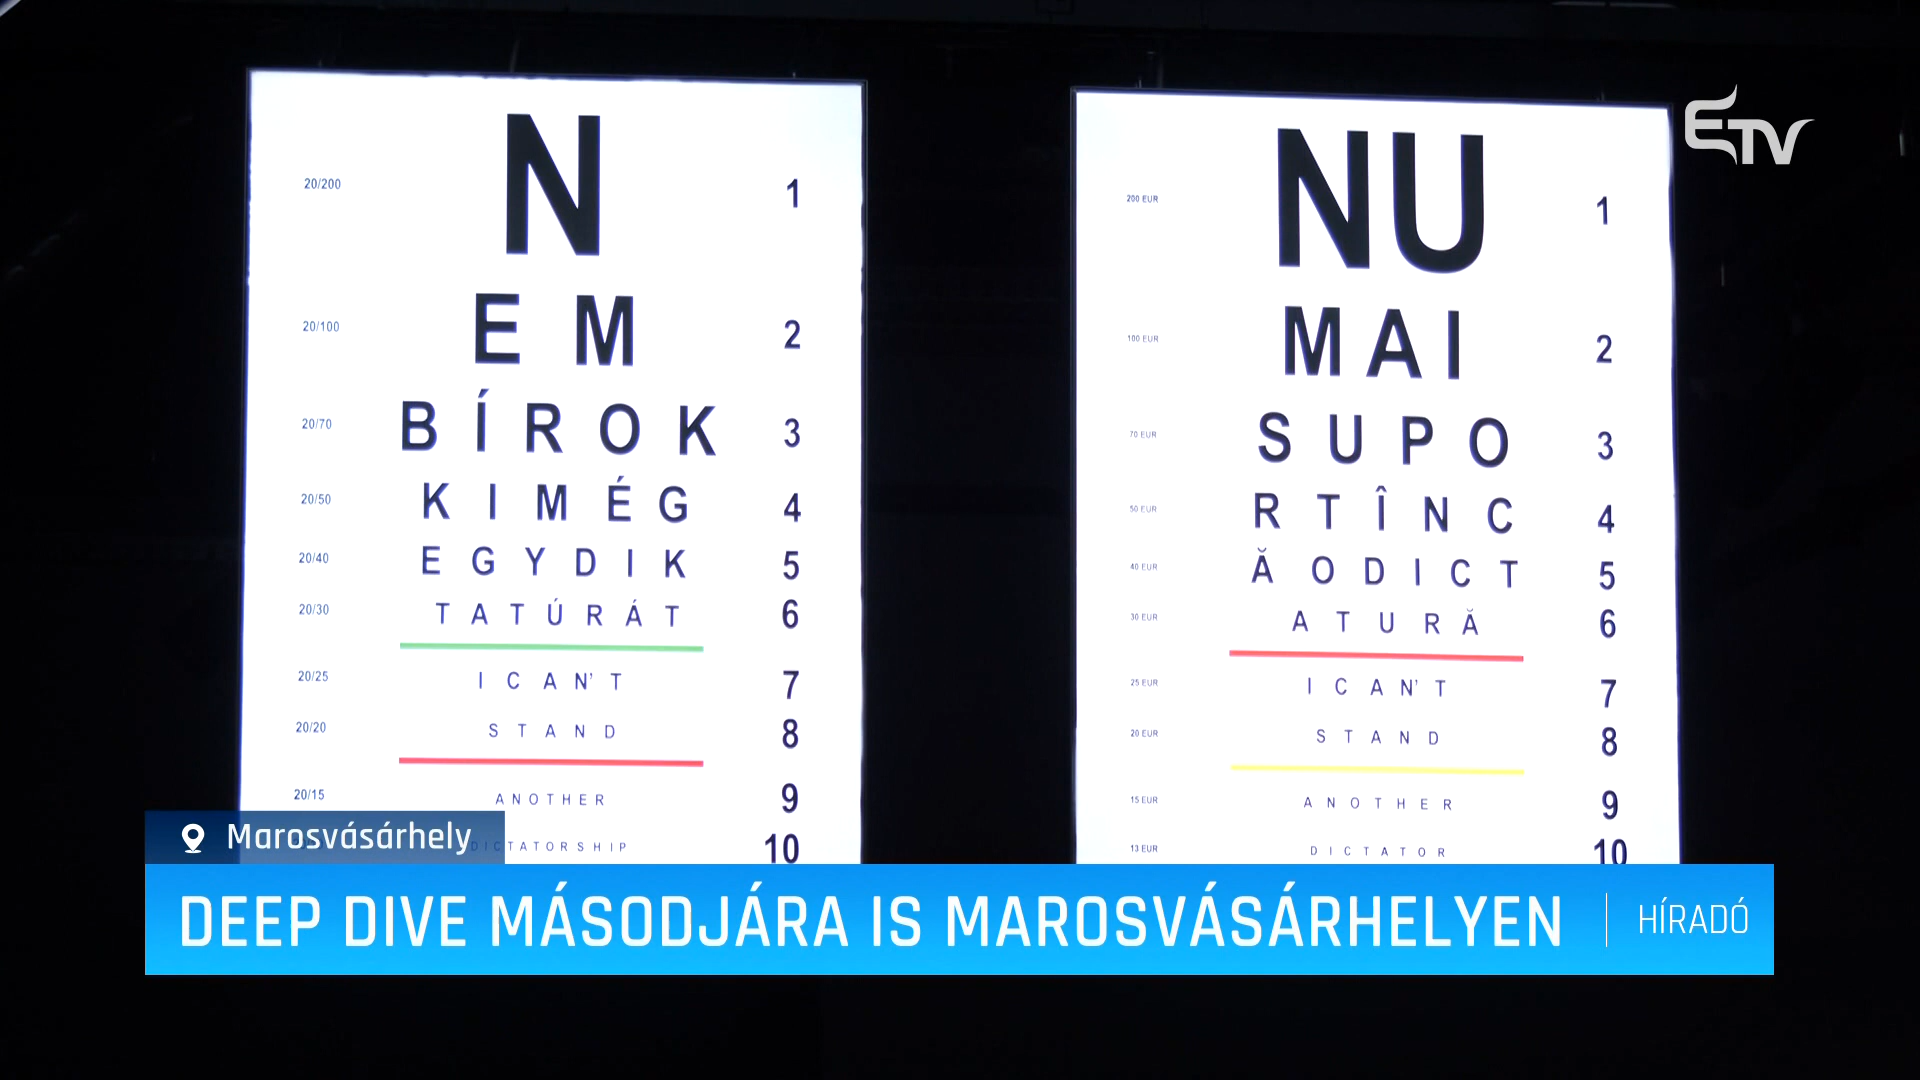 ETV
20/200 N 1
20/100 E M 2
20/70 B Í R O K 3
20/50 K I M É G 4
20/40 E G Y D I K 5
20/30 T A T Ú R Á T 6
20/25 I C A N' T 7
20/20 S T A N D 8
20/15 A N O T H E R 9
D I C T A T O R S H I P 10
200 EUR NU 1
100 EUR M A I 2
70 EUR S U P O 3
50 EUR R T Î N C 4
40 EUR Ă O D I C T 5
30 EUR A T U R Ă 6
25 EUR I C A N' T 7
20 EUR S T A N D 8
15 EUR A N O T H E R 9
13 EUR D I C T A T O R 10
Marosvásárhely
DEEP DIVE MÁSODJÁRA IS MAROSVÁSÁRHELYEN
HÍRADÓ